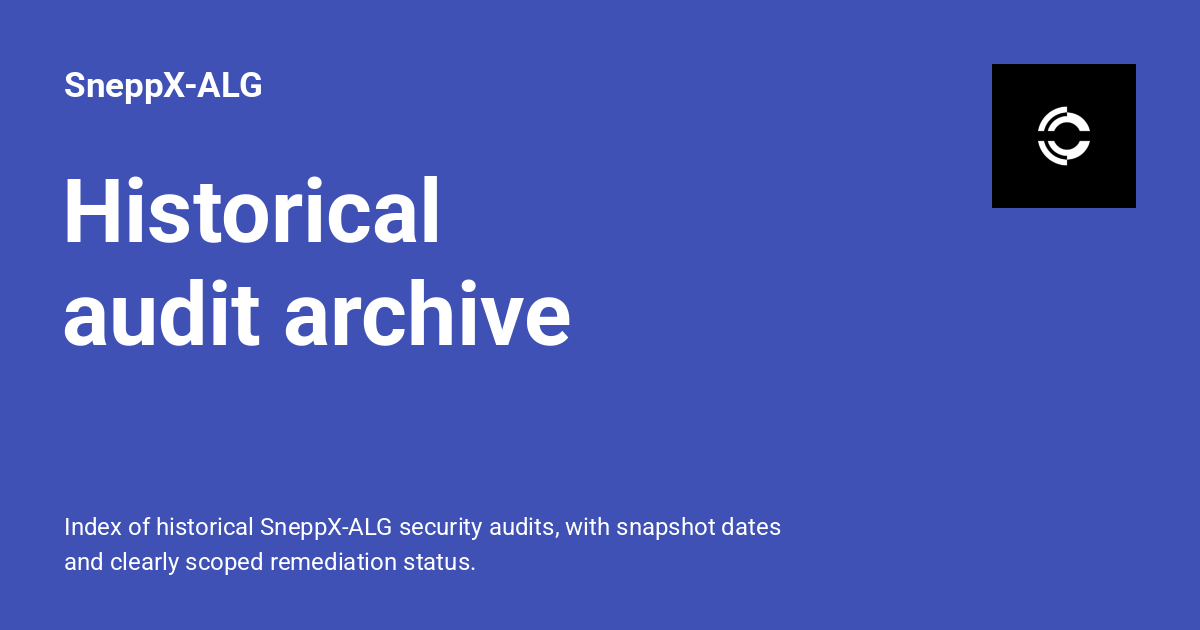 SneppX-ALG
Historical
audit archive
Index of historical SneppX-ALG security audits, with snapshot dates
and clearly scoped remediation status.